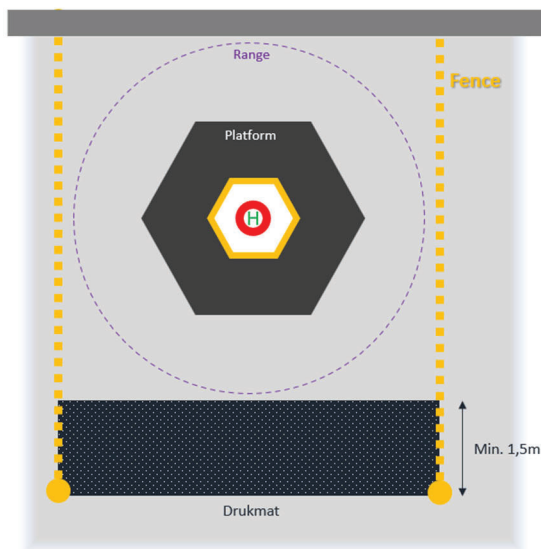 Range
Fence
Platform
H
Min. 1,5m
Drukmat